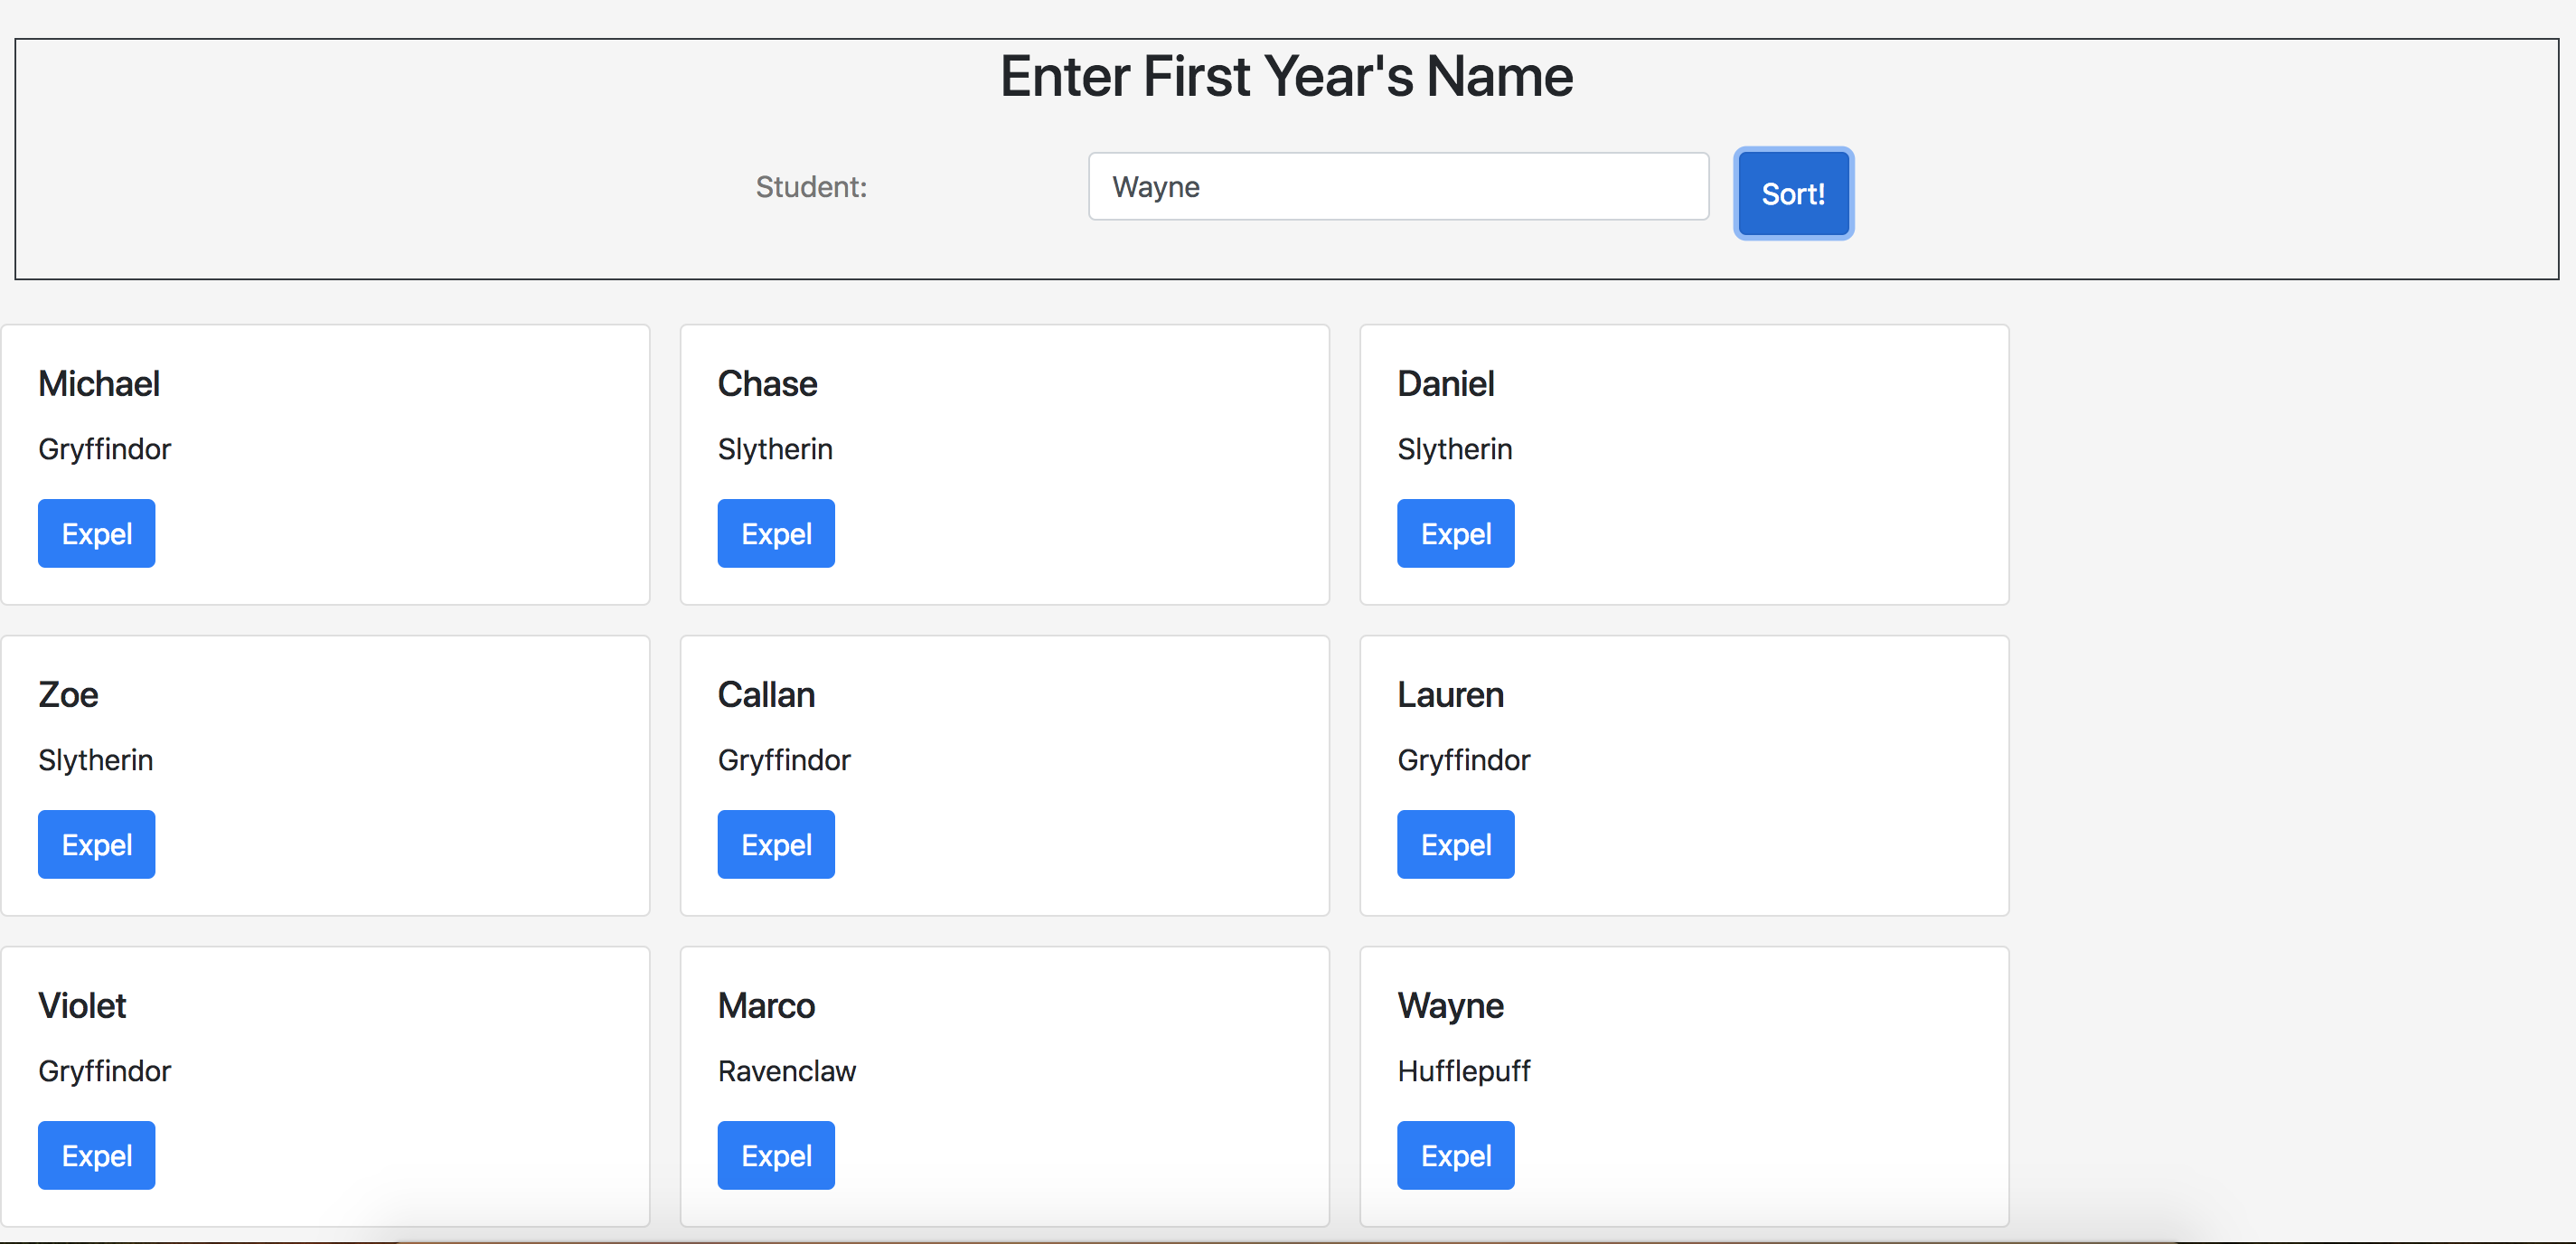 Enter First Year's Name
Student: Wayne Sort!
Michael Chase Daniel
Gryffindor Slytherin Slytherin
Expel Expel Expel
Zoe Callan Lauren
Slytherin Gryffindor Gryffindor
Expel Expel Expel
Violet Marco Wayne
Gryffindor Ravenclaw Hufflepuff
Expel Expel Expel